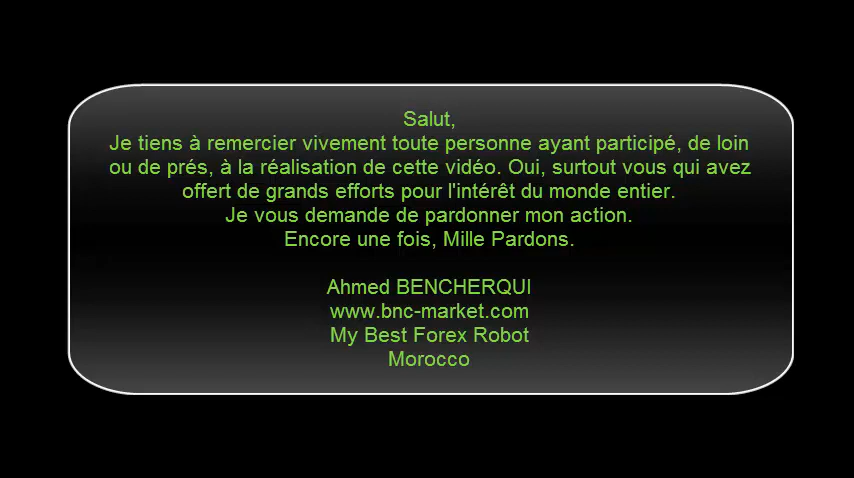 Salut,
Je tiens à remercier vivement toute personne ayant participé, de loin
ou de prés, à la réalisation de cette vidéo. Oui, surtout vous qui avez
offert de grands efforts pour l'intérêt du monde entier.
Je vous demande de pardonner mon action.
Encore une fois, Mille Pardons.
Ahmed BENCHERQUI
www.bnc-market.com
My Best Forex Robot
Morocco